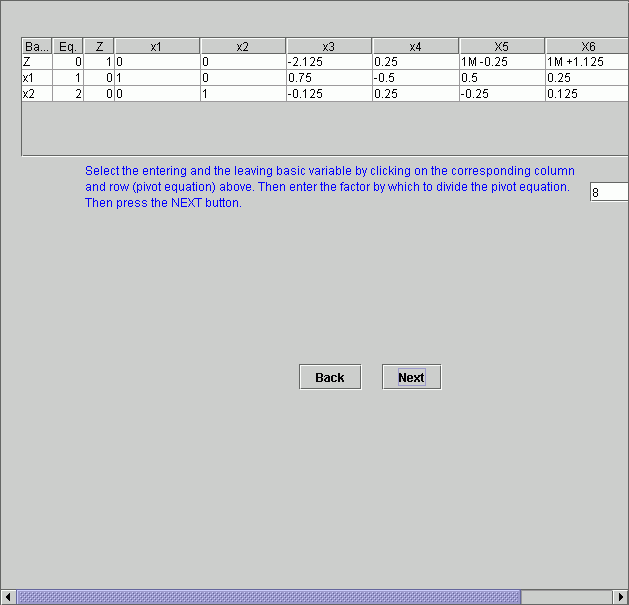 Ba... Eq. Z x1 x2 x3 x4 X5 X6
Z 0 1 0 0 -2.125 0.25 1M -0.25 1M +1.125
x1 1 0 1 0 0.75 -0.5 0.5 0.25
x2 2 0 0 1 -0.125 0.25 -0.25 0.125
Select the entering and the leaving basic variable by clicking on the corresponding column
and row (pivot equation) above. Then enter the factor by which to divide the pivot equation.
Then press the NEXT button.
8
Back Next